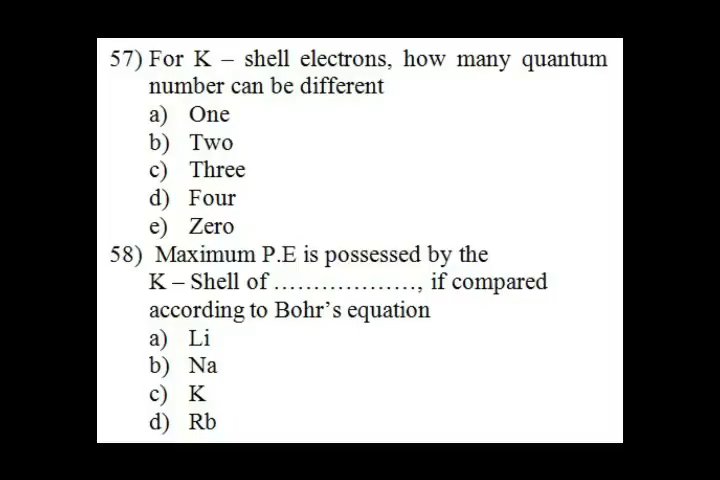 57) For K – shell electrons, how many quantum
number can be different
a) One
b) Two
c) Three
d) Four
e) Zero
58) Maximum P.E is possessed by the
K – Shell of .................., if compared
according to Bohr’s equation
a) Li
b) Na
c) K
d) Rb